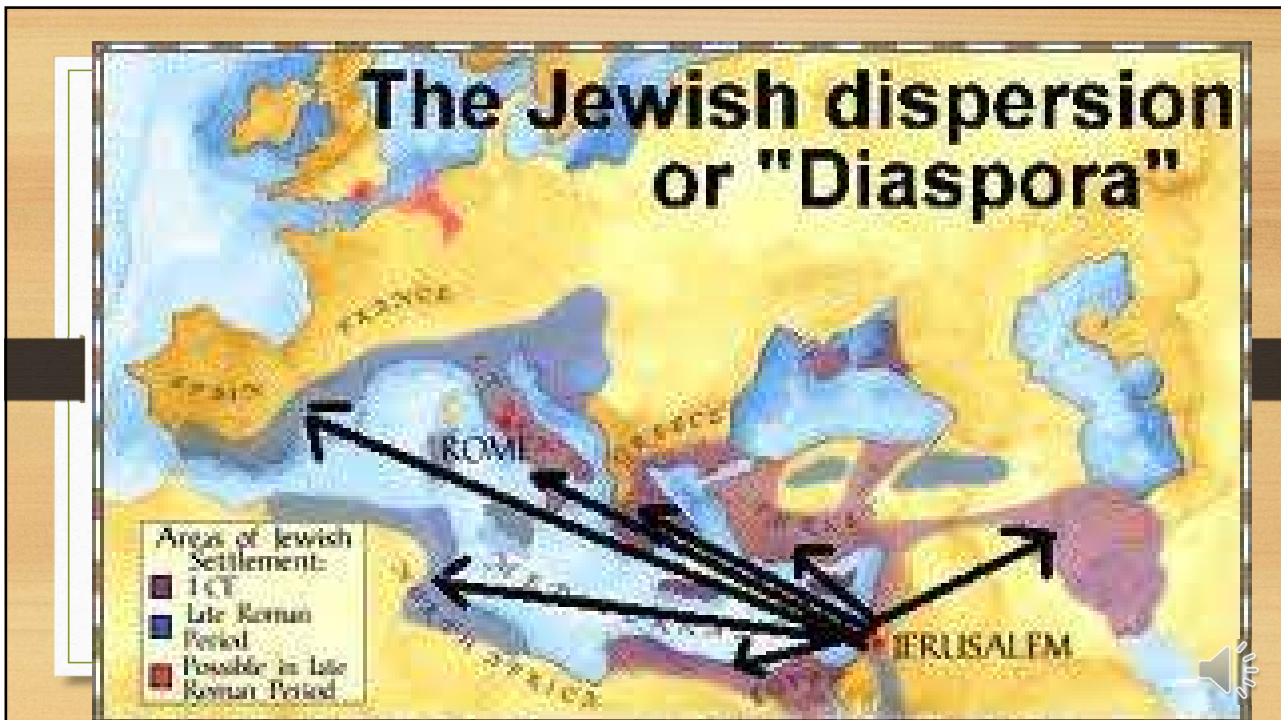 The Jewish dispersion
or "Diaspora"
FRANCE
SPAIN
GREECE
ROME
TURKEY
JERUSALEM
AFRICA
Areas of Jewish
Settlement:
1 CT
Late Roman
Period
Possible in Late
Roman Period